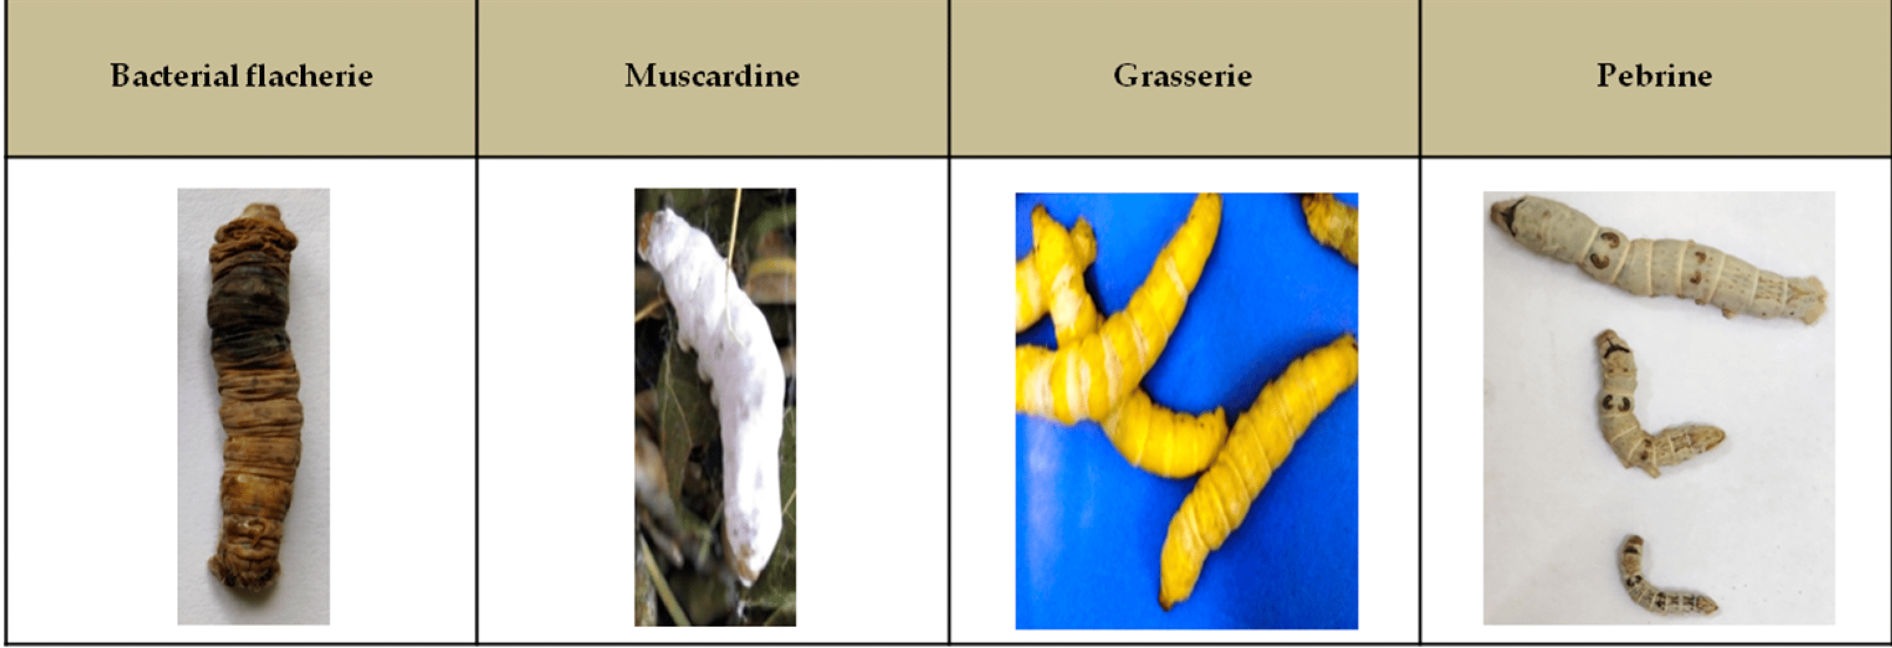 Bacterial flacherie
Muscardine
Grasserie
Pebrine